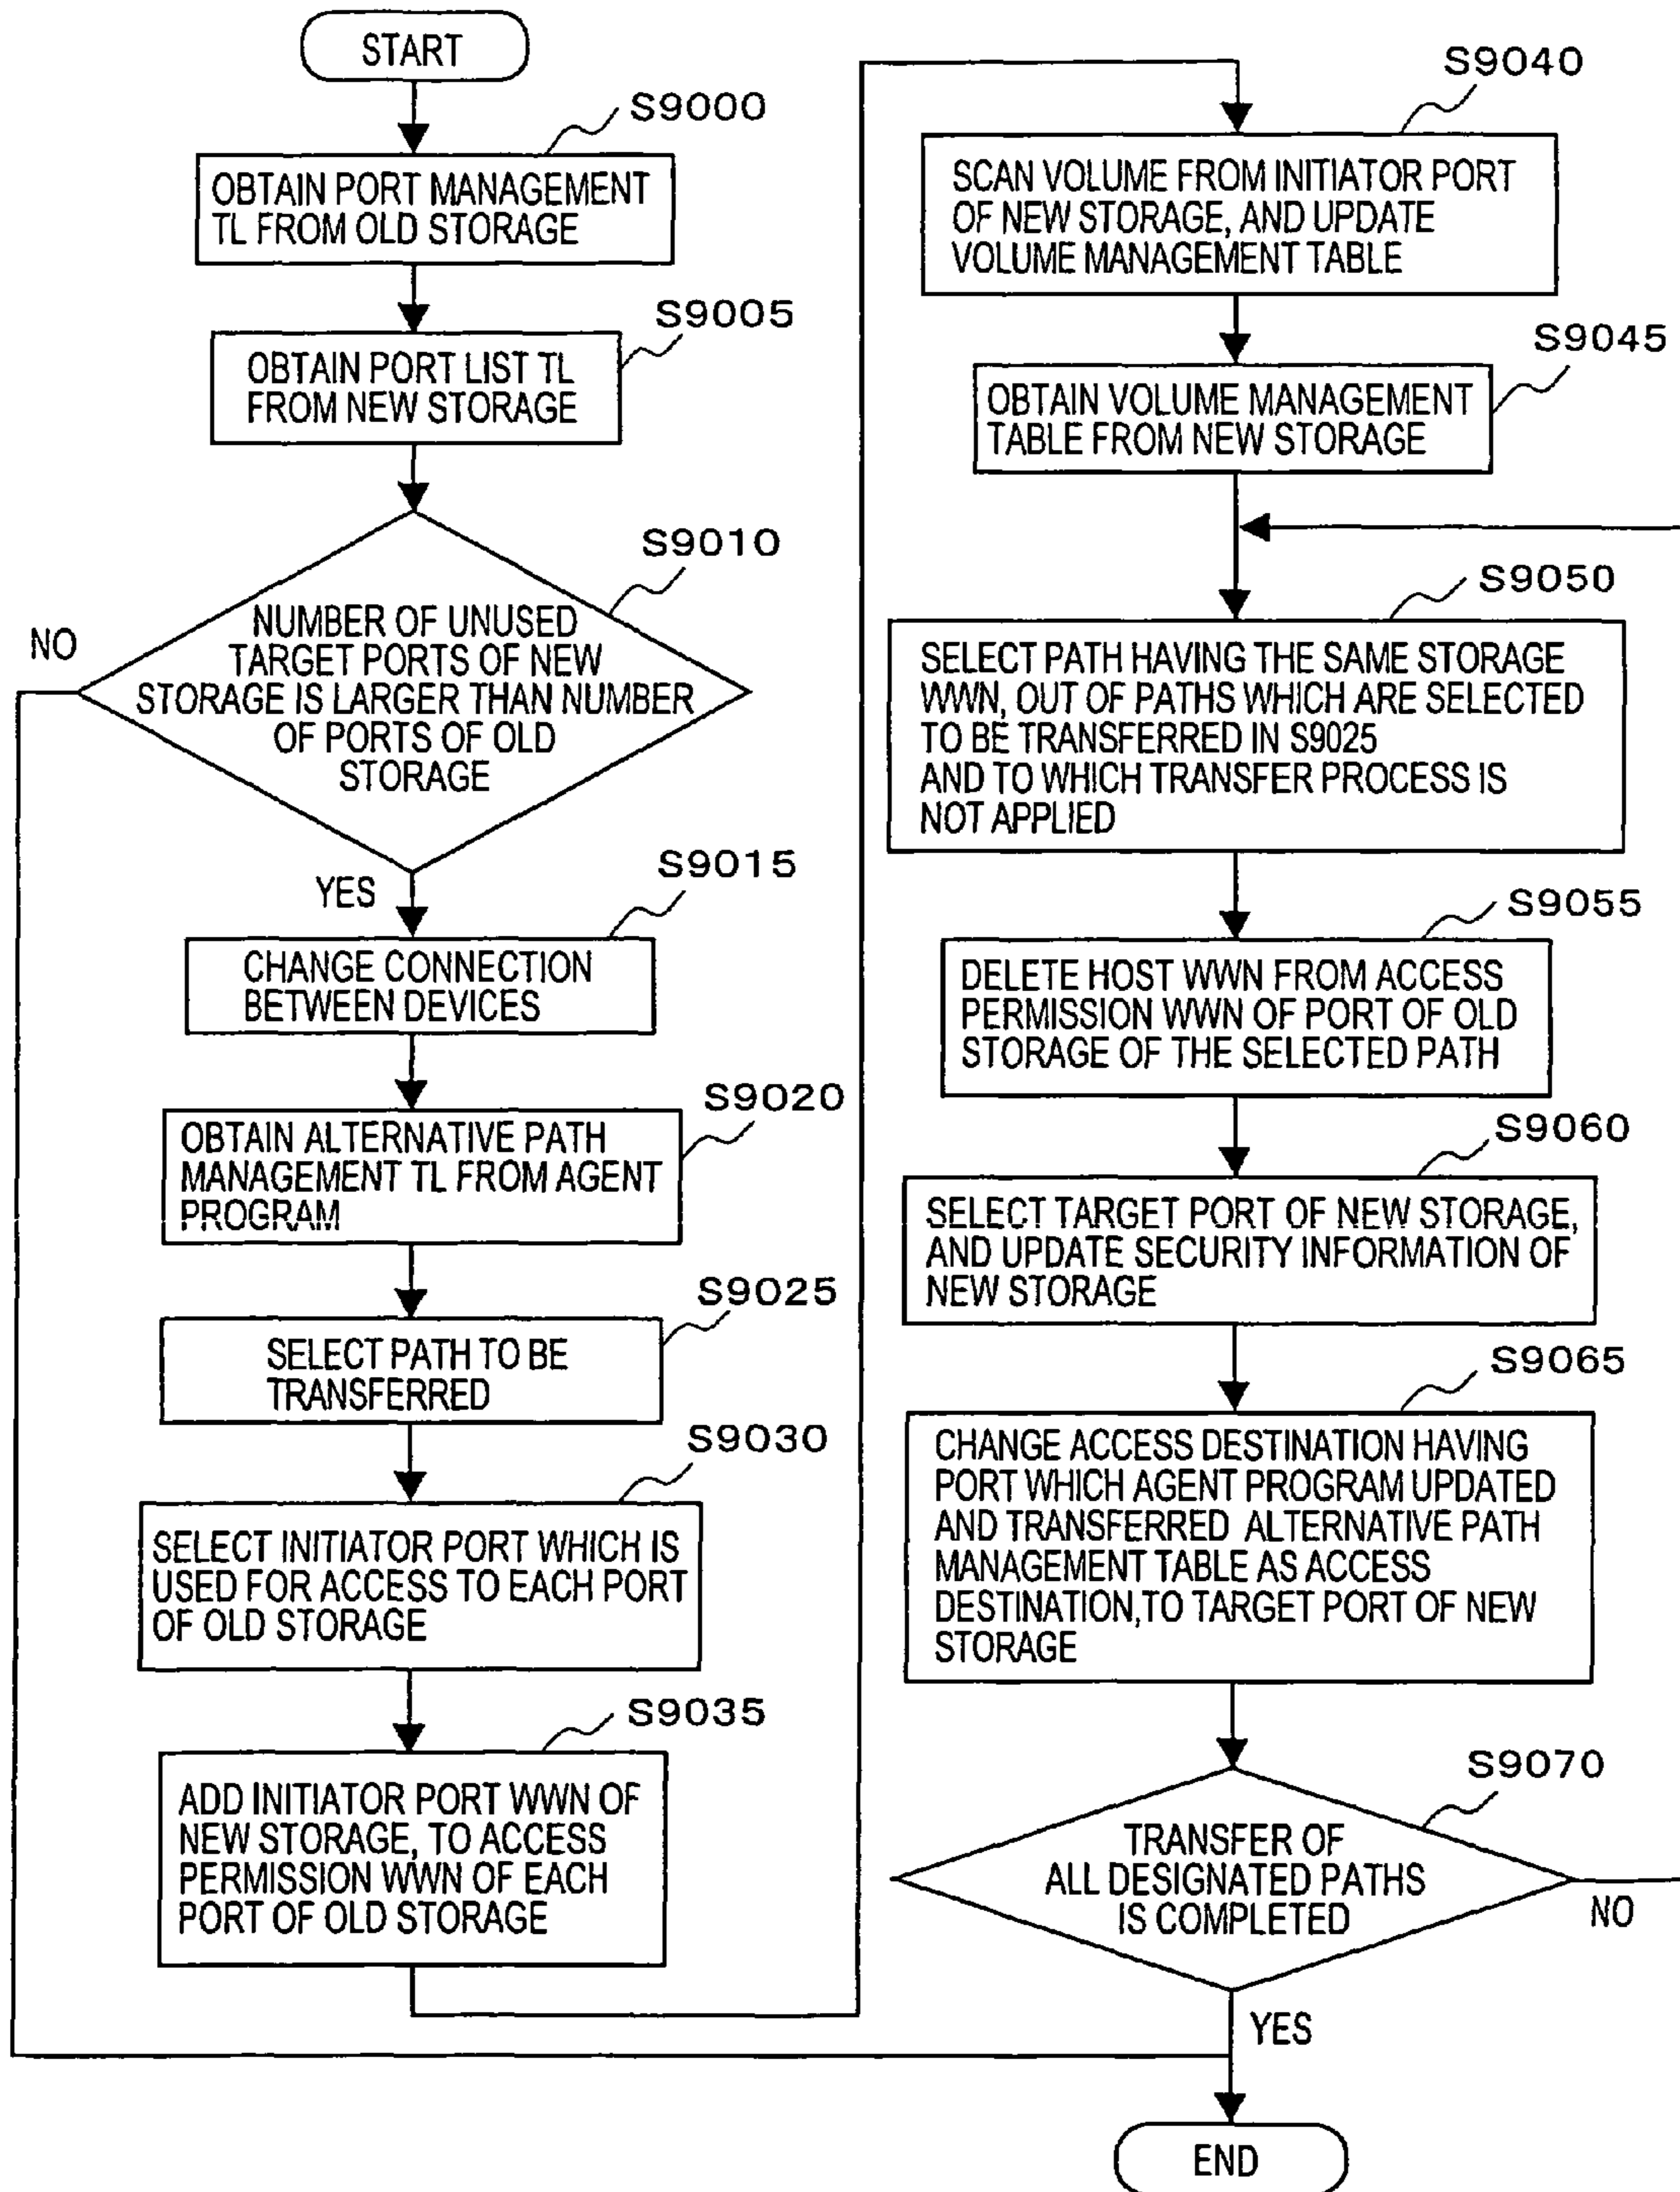 START
S9000
OBTAIN PORT MANAGEMENT
TL FROM OLD STORAGE
S9005
OBTAIN PORT LIST TL
FROM NEW STORAGE
S9010
NUMBER OF UNUSED
TARGET PORTS OF NEW
STORAGE IS LARGER THAN NUMBER
OF PORTS OF OLD
STORAGE
NO
YES
S9015
CHANGE CONNECTION
BETWEEN DEVICES
S9020
OBTAIN ALTERNATIVE PATH
MANAGEMENT TL FROM AGENT
PROGRAM
S9025
SELECT PATH TO BE
TRANSFERRED
S9030
SELECT INITIATOR PORT WHICH IS
USED FOR ACCESS TO EACH PORT
OF OLD STORAGE
S9035
ADD INITIATOR PORT WWN OF
NEW STORAGE, TO ACCESS
PERMISSION WWN OF EACH
PORT OF OLD STORAGE
S9040
SCAN VOLUME FROM INITIATOR PORT
OF NEW STORAGE, AND UPDATE
VOLUME MANAGEMENT TABLE
S9045
OBTAIN VOLUME MANAGEMENT
TABLE FROM NEW STORAGE
S9050
SELECT PATH HAVING THE SAME STORAGE
WWN, OUT OF PATHS WHICH ARE SELECTED
TO BE TRANSFERRED IN S9025
AND TO WHICH TRANSFER PROCESS IS
NOT APPLIED
S9055
DELETE HOST WWN FROM ACCESS
PERMISSION WWN OF PORT OF OLD
STORAGE OF THE SELECTED PATH
S9060
SELECT TARGET PORT OF NEW STORAGE,
AND UPDATE SECURITY INFORMATION OF
NEW STORAGE
S9065
CHANGE ACCESS DESTINATION HAVING
PORT WHICH AGENT PROGRAM UPDATED
AND TRANSFERRED ALTERNATIVE PATH
MANAGEMENT TABLE AS ACCESS
DESTINATION,TO TARGET PORT OF NEW
STORAGE
S9070
TRANSFER OF
ALL DESIGNATED PATHS
IS COMPLETED
NO
YES
END